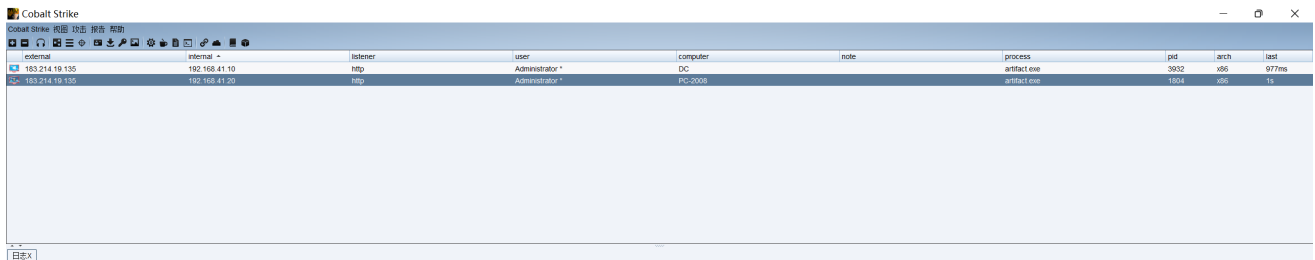 Cobalt Strike
Cobalt Strike 视图 攻击 报告 帮助
external internal listener user computer note process pid arch last
183.214.19.135 192.168.41.10 http Administrator * DC artifact.exe 3932 x86 977ms
183.214.19.135 192.168.41.20 http Administrator * PC-2008 artifact.exe 1804 x86 1s
日志X